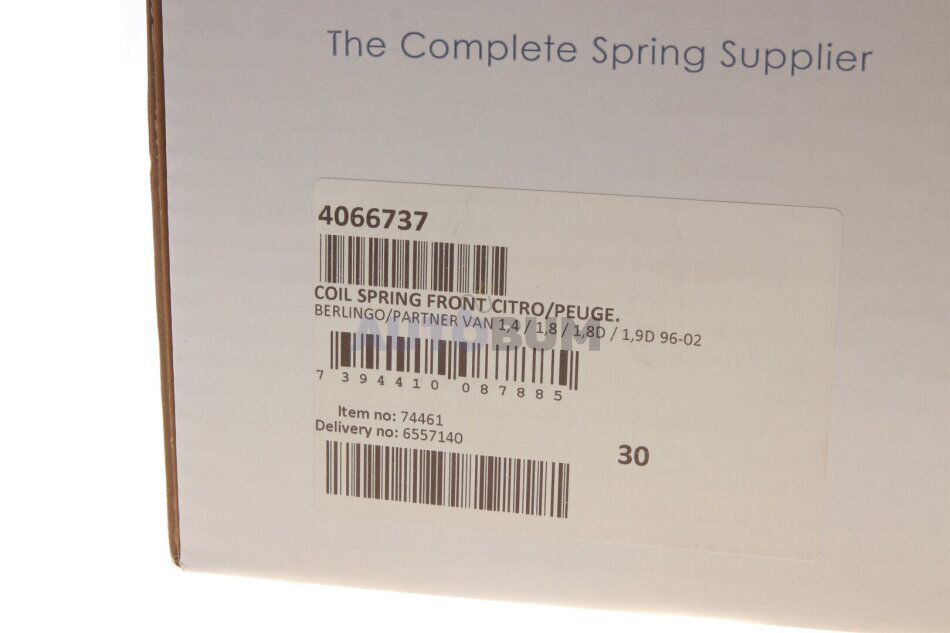 The Complete Spring Supplier
4066737
COIL SPRING FRONT CITRO/PEUGE.
BERLINGO/PARTNER VAN 1,4 / 1,8 / 1,8D / 1,9D 96-02
AUTOBUM
7 394410 087885
Item no: 74461
Delivery no: 6557140
30